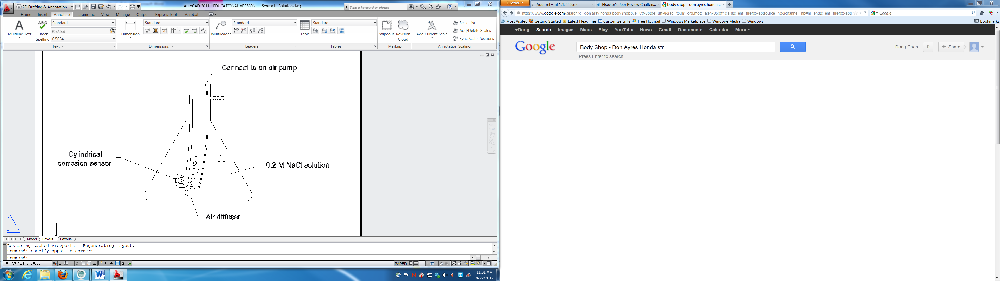 2D Drafting & Annotation
AutoCAD 2011 - EDUCATIONAL VERSION Sensor in Solution.dwg
Type a keyword or phrase
Home Insert Annotate Parametric View Manage Output Express Tools Acrobat
A
Multiline Text
ABC
Check
Spelling
Standard
Find text
0.5054
Text
Dimension
Standard
Dimensions
Multileader
Standard
Leaders
Table
Standard
Tables
Wipeout
Revision
Cloud
Markup
Add Current Scale
Scale List
Add/Delete Scales
Sync Scale Positions
Annotation Scaling
Connect to an air pump
Cylindrical
corrosion sensor
0.2 M NaCl solution
Air diffuser
Y
X
Model Layout1 Layout2
Restoring cached viewports - Regenerating layout.
Command: Specify opposite corner:
Command:
0.4733, 1.2146, 0.0000
PAPER
11:01 AM
8/22/2012
Firefox
SquirrelMail 1.4.22-2.el6
Elsevier's Peer Review Challen...
body shop - don ayres honda...
https://www.google.com/search?q=don aray honda body shop&ie=utf-8&oe=utf-8&aq=t&rls=org.mozilla:en-US:official&client=firefox-a&source=hp&channel=np#hl=en&client=firefox-a&
Google
Most Visited Getting Started Latest Headlines Customize Links Free Hotmail Windows Marketplace Windows Media Windows
Bookmarks
+Dong Search Images Maps Play YouTube News Gmail Documents Calendar More
Google
Body Shop - Don Ayres Honda str
Press Enter to search.
Dong Chen
0
+ Share